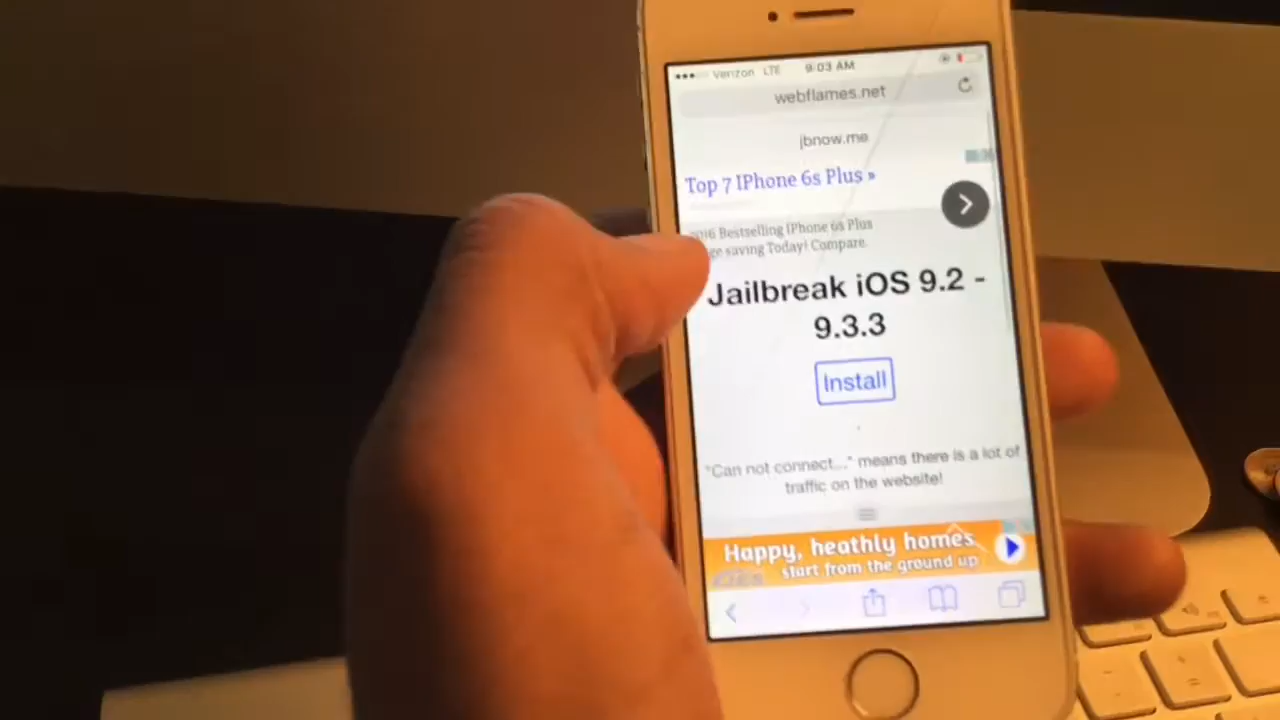 Verizon LTE 9:03 AM
webflames.net
jbnow.me
Top 7 IPhone 6s Plus »
Bestselling IPhone 6s Plus
saving Today! Compare.
Jailbreak iOS 9.2 -
9.3.3
Install
"Can not connect..." means there is a lot of
traffic on the website!
Happy, heathly homes
start from the ground up